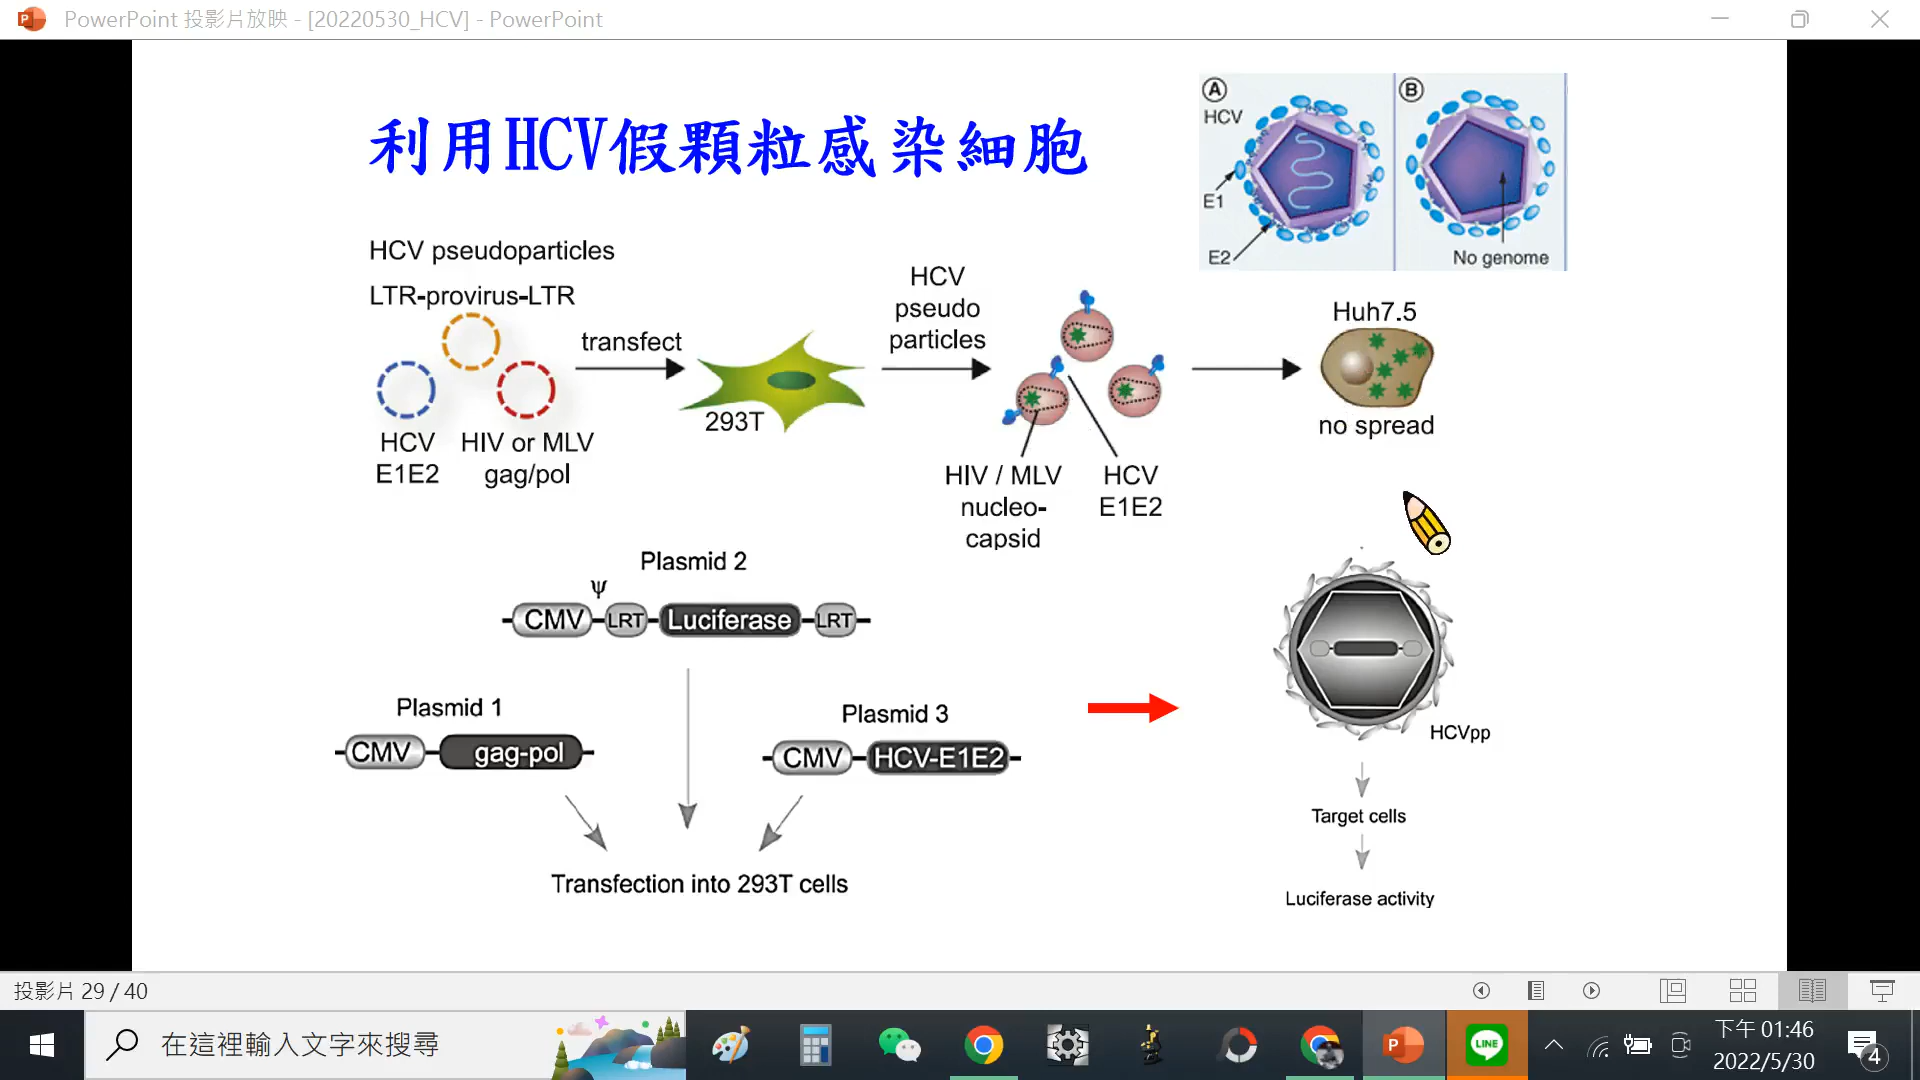 PowerPoint 投影片放映 - [20220530_HCV] - PowerPoint
利用HCV假顆粒感染細胞
A
HCV
E1
E2
B
No genome
HCV pseudoparticles
LTR-provirus-LTR
HCV
E1E2
HIV or MLV
gag/pol
transfect
293T
HCV
pseudo
particles
HIV / MLV
nucleo-
capsid
HCV
E1E2
Huh7.5
no spread
Plasmid 2
ψ
CMV
LRT
Luciferase
LRT
Plasmid 1
CMV
gag-pol
Plasmid 3
CMV
HCV-E1E2
Transfection into 293T cells
HCVpp
Target cells
Luciferase activity
投影片 29 / 40
在這裡輸入文字來搜尋
P
LINE
下午 01:46
2022/5/30
4